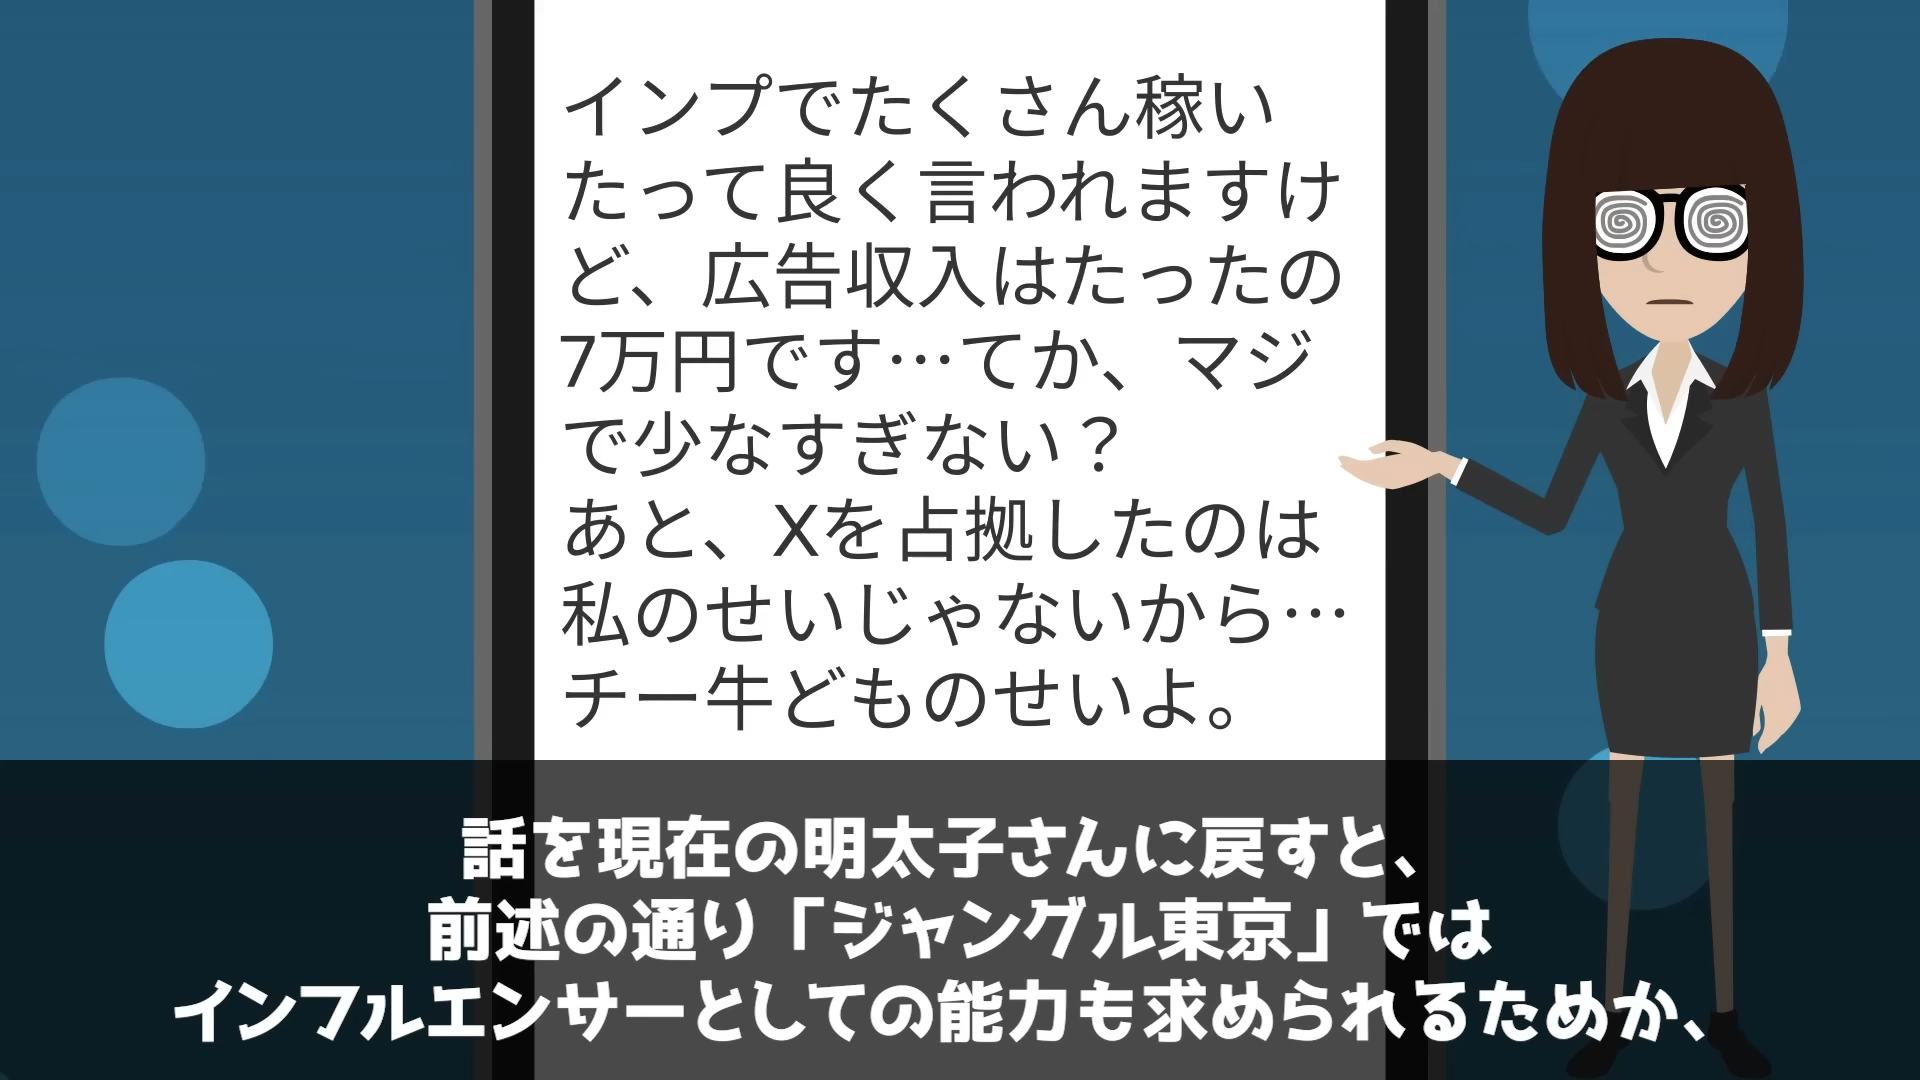 インプでたくさん稼い
たって良く言われますけ
ど、広告収入はたったの
7万円です…てか、マジ
で少なすぎない？
あと、Xを占拠したのは
私のせいじゃないから…
チー牛どものせいよ。
話を現在の明太子さんに戻すと、
前述の通り「ジャングル東京」では
インフルエンサーとしての能力も求められるためか、